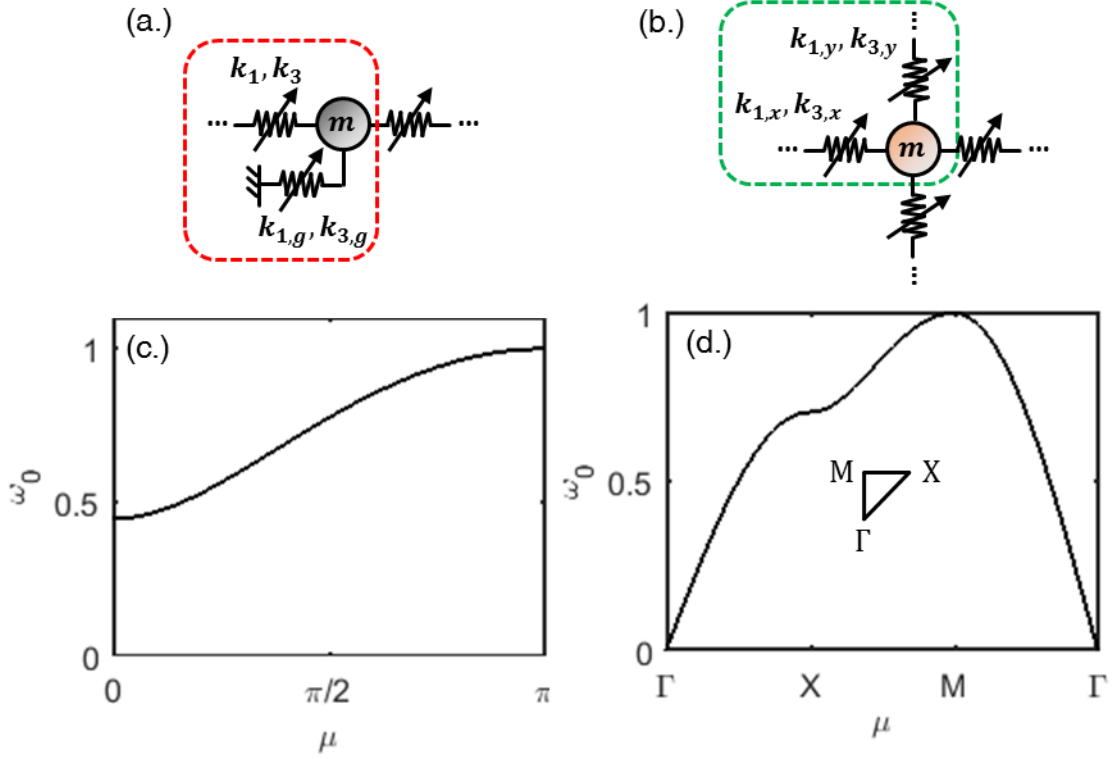 (a.)
k₁, k₃
... m ...
k₁,g, k₃,g
(b.)
...
k₁,y, k₃,y
k₁,x, k₃,x
... m ...
...
(c.)
1
0.5
0
ω₀
0 π/2 π
μ
(d.)
1
0.5
0
ω₀
M X
Γ
Γ X M Γ
μ